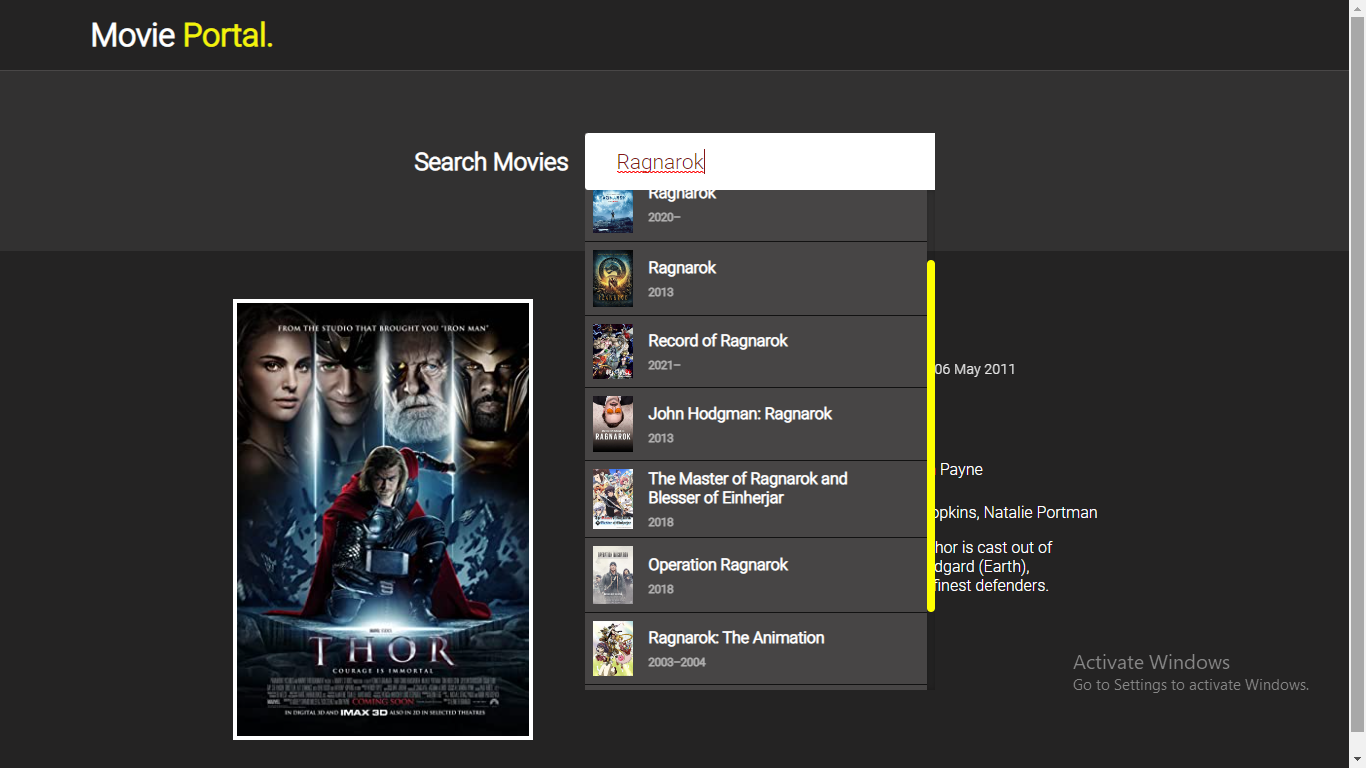 Movie Portal.
Search Movies
Ragnarok
Ragnarok
2020–
Ragnarok
2013
Record of Ragnarok
2021–
John Hodgman: Ragnarok
2013
RAGNAROK
The Master of Ragnarok and
Blesser of Einherjar
2018
Operation Ragnarok
2018
Ragnarok: The Animation
2003–2004
FROM THE STUDIO THAT BROUGHT YOU "IRON MAN"
THOR
COURAGE IS IMMORTAL
COMING SOON
IN DIGITAL 3D AND IMAX 3D ALSO IN 2D IN SELECTED THEATRES
06 May 2011
Payne
opkins, Natalie Portman
hor is cast out of
dgard (Earth),
finest defenders.
Activate Windows
Go to Settings to activate Windows.